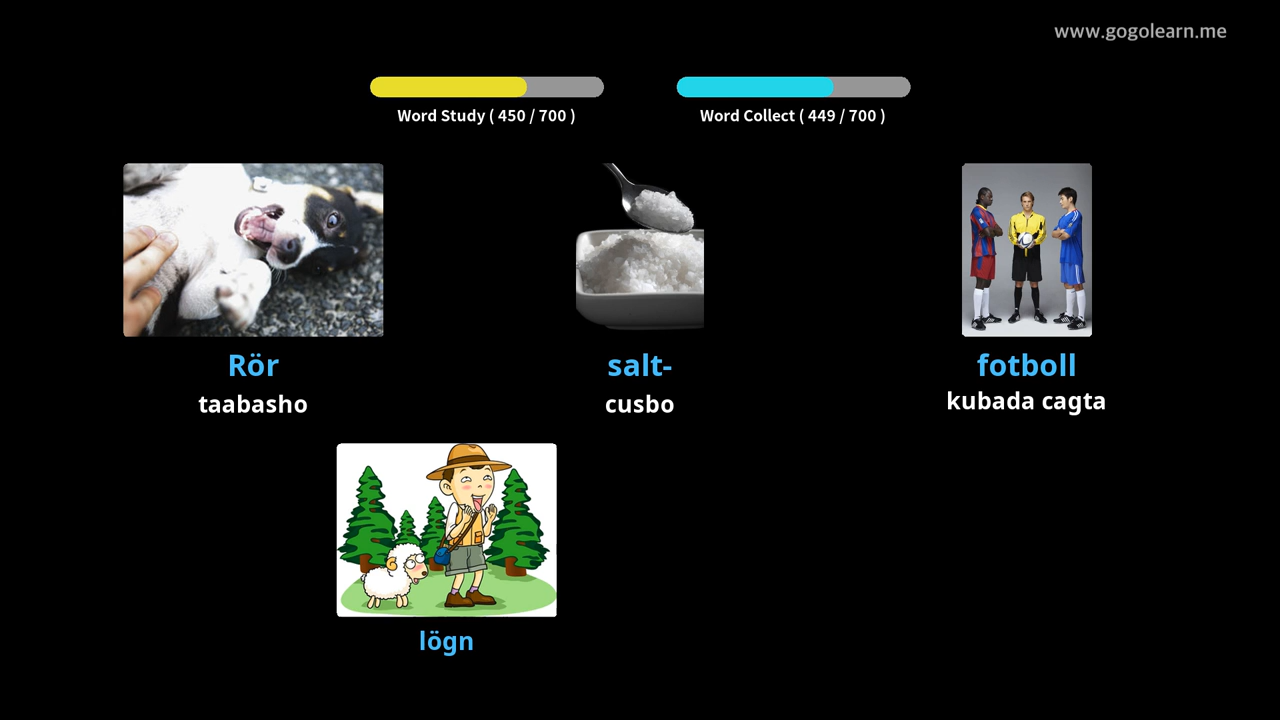 www.gogolearn.me
Word Study ( 450 / 700 )
Word Collect ( 449 / 700 )
Rör
salt-
fotboll
taabasho
cusbo
kubada cagta
lögn